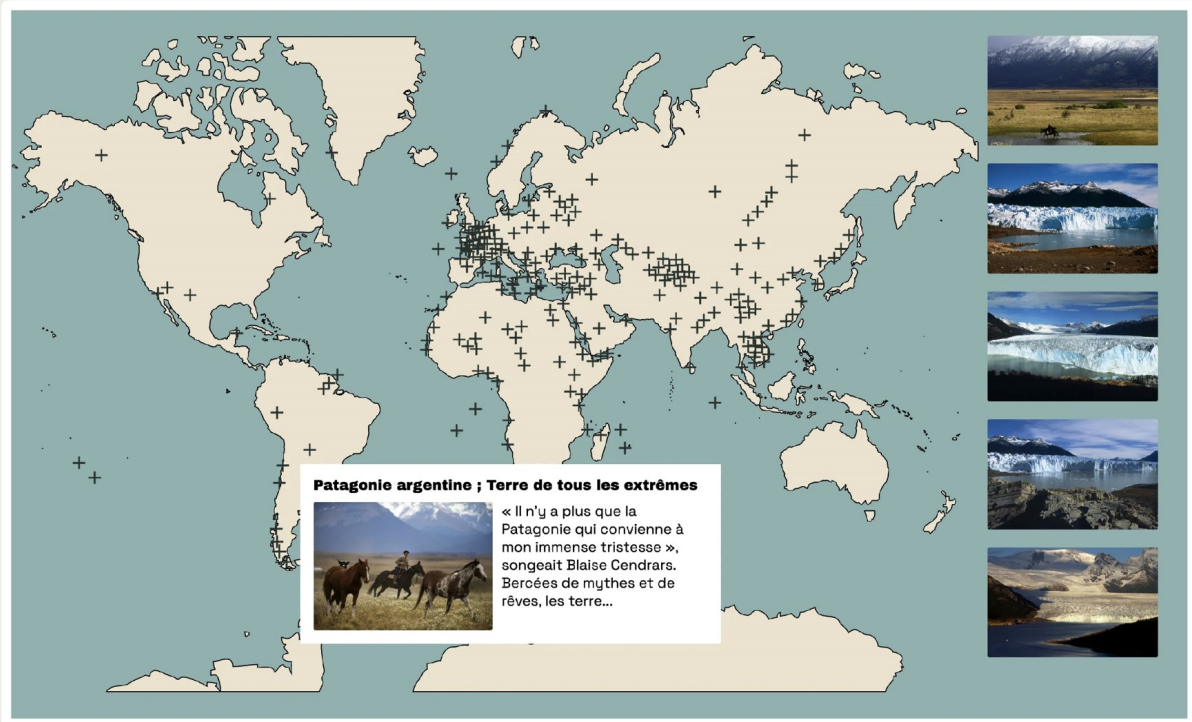 Patagonie argentine ; Terre de tous les extrêmes
« Il n'y a plus que la
Patagonie qui convienne à
mon immense tristesse »,
songeait Blaise Cendrars.
Bercées de mythes et de
rêves, les terre...